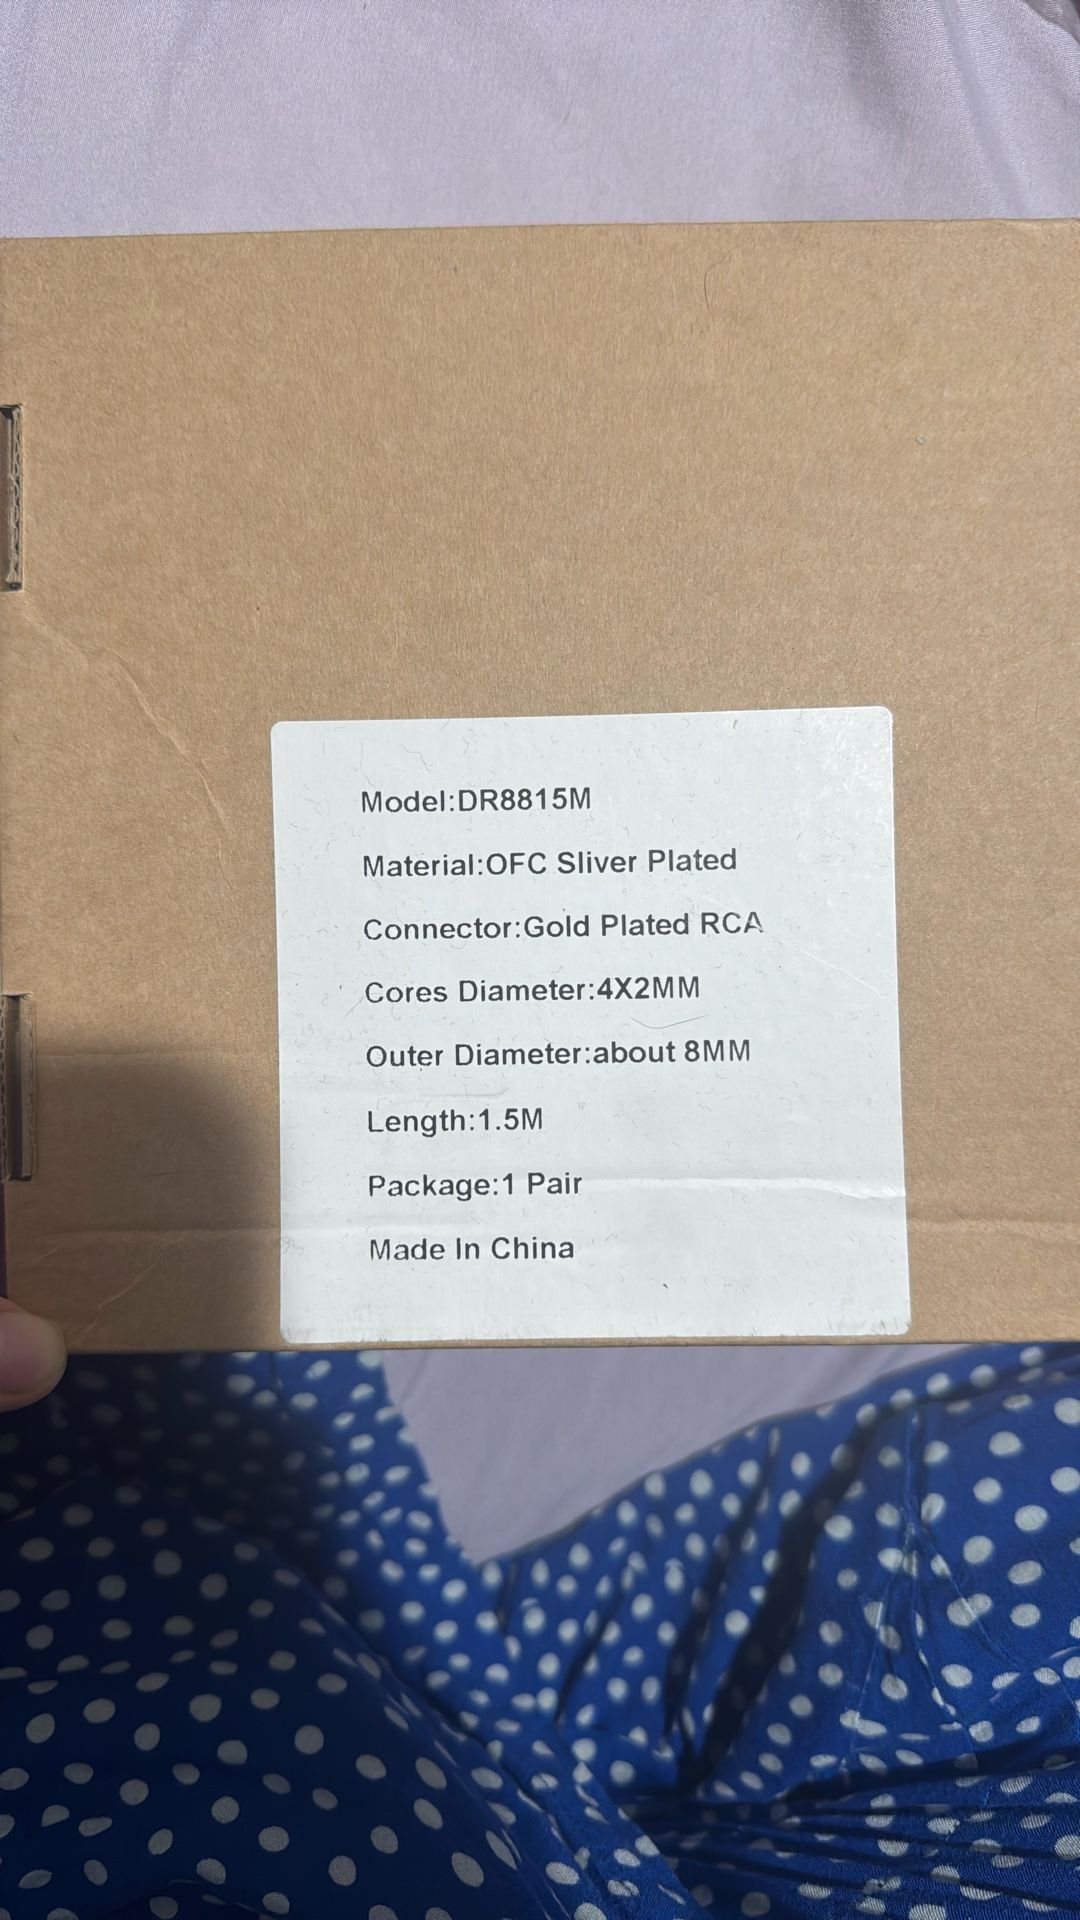 Model:DR8815M
Material:OFC Sliver Plated
Connector:Gold Plated RCA
Cores Diameter:4X2MM
Outer Diameter:about 8MM
Length:1.5M
Package:1 Pair
Made In China